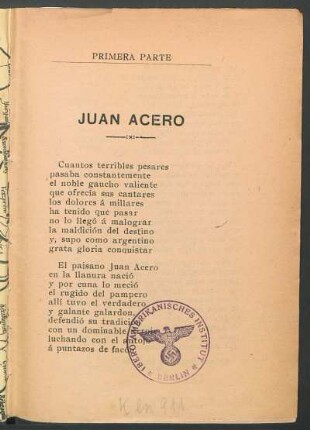 PRIMERA PARTE
JUAN ACERO
Cuantos terribles pesares
pasaba constantemente
el noble gaucho valiente
que ofrecía sus cantares
los dolores á millares
ha tenido que pasar
no lo llegó á malograr
la maldición del destino
y, supo como argentino
grata gloria conquistar
El paisano Juan Acero
en la llanura nació
y por cuna lo meció
el rugido del pampero
allí tuvo el verdadero
y galante galardon,
defendió su tradición
con un dominable
luchando con el
á puntazos de
IBERO-AMERIKANISCHES INSTITUT
BERLIN